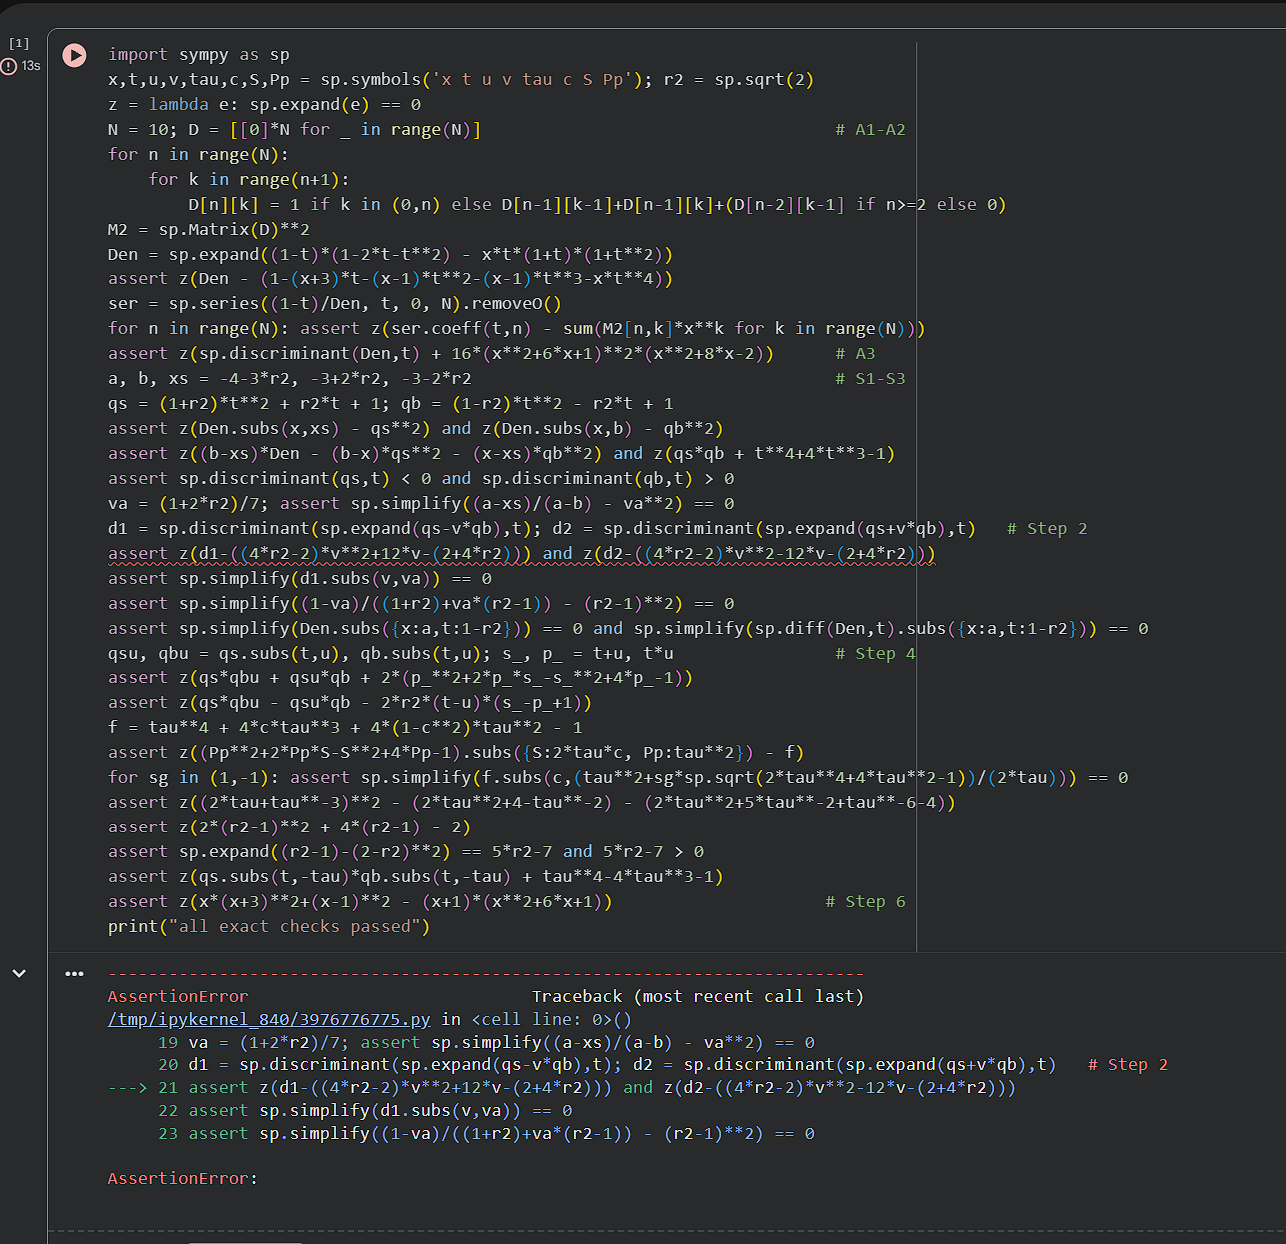 [1]
13s
import sympy as sp
x,t,u,v,tau,c,S,Pp = sp.symbols('x t u v tau c S Pp'); r2 = sp.sqrt(2)
z = lambda e: sp.expand(e) == 0
N = 10; D = [[0]*N for _ in range(N)] # A1-A2
for n in range(N):
    for k in range(n+1):
        D[n][k] = 1 if k in (0,n) else D[n-1][k-1]+D[n-1][k]+(D[n-2][k-1] if n>=2 else 0)
M2 = sp.Matrix(D)**2
Den = sp.expand((1-t)*(1-2*t-t**2) - x*t*(1+t)*(1+t**2))
assert z(Den - (1-(x+3)*t-(x-1)*t**2-(x-1)*t**3-x*t**4))
ser = sp.series((1-t)/Den, t, 0, N).removeO()
for n in range(N): assert z(ser.coeff(t,n) - sum(M2[n,k]*x**k for k in range(N)))
assert z(sp.discriminant(Den,t) + 16*(x**2+6*x+1)**2*(x**2+8*x-2)) # A3
a, b, xs = -4-3*r2, -3+2*r2, -3-2*r2 # S1-S3
qs = (1+r2)*t**2 + r2*t + 1; qb = (1-r2)*t**2 - r2*t + 1
assert z(Den.subs(x,xs) - qs**2) and z(Den.subs(x,b) - qb**2)
assert z((b-xs)*Den - (b-x)*qs**2 - (x-xs)*qb**2) and z(qs*qb + t**4+4*t**3-1)
assert sp.discriminant(qs,t) < 0 and sp.discriminant(qb,t) > 0
va = (1+2*r2)/7; assert sp.simplify((a-xs)/(a-b) - va**2) == 0
d1 = sp.discriminant(sp.expand(qs-v*qb),t); d2 = sp.discriminant(sp.expand(qs+v*qb),t) # Step 2
assert z(d1-((4*r2-2)*v**2+12*v-(2+4*r2))) and z(d2-((4*r2-2)*v**2-12*v-(2+4*r2)))
assert sp.simplify(d1.subs(v,va)) == 0
assert sp.simplify((1-va)/((1+r2)+va*(r2-1)) - (r2-1)**2) == 0
assert sp.simplify(Den.subs({x:a,t:1-r2})) == 0 and sp.simplify(sp.diff(Den,t).subs({x:a,t:1-r2})) == 0
qsu, qbu = qs.subs(t,u), qb.subs(t,u); s_, p_ = t+u, t*u # Step 4
assert z(qs*qbu + qsu*qb + 2*(p_**2+2*p_*s_-s_**2+4*p_-1))
assert z(qs*qbu - qsu*qb - 2*r2*(t-u)*(s_-p_+1))
f = tau**4 + 4*c*tau**3 + 4*(1-c**2)*tau**2 - 1
assert z((Pp**2+2*Pp*S-S**2+4*Pp-1).subs({S:2*tau*c, Pp:tau**2}) - f)
for sg in (1,-1): assert sp.simplify(f.subs(c,(tau**2+sg*sp.sqrt(2*tau**4+4*tau**2-1))/(2*tau))) == 0
assert z((2*tau+tau**-3)**2 - (2*tau**2+4-tau**-2) - (2*tau**2+5*tau**-2+tau**-6-4))
assert z(2*(r2-1)**2 + 4*(r2-1) - 2)
assert sp.expand((r2-1)-(2-r2)**2) == 5*r2-7 and 5*r2-7 > 0
assert z(qs.subs(t,-tau)*qb.subs(t,-tau) + tau**4-4*tau**3-1)
assert z(x*(x+3)**2+(x-1)**2 - (x+1)*(x**2+6*x+1)) # Step 6
print("all exact checks passed")
---------------------------------------------------------------------------
AssertionError Traceback (most recent call last)
/tmp/ipykernel_840/3976776775.py in <cell line: 0>()
     19 va = (1+2*r2)/7; assert sp.simplify((a-xs)/(a-b) - va**2) == 0
     20 d1 = sp.discriminant(sp.expand(qs-v*qb),t); d2 = sp.discriminant(sp.expand(qs+v*qb),t) # Step 2
---> 21 assert z(d1-((4*r2-2)*v**2+12*v-(2+4*r2))) and z(d2-((4*r2-2)*v**2-12*v-(2+4*r2)))
     22 assert sp.simplify(d1.subs(v,va)) == 0
     23 assert sp.simplify((1-va)/((1+r2)+va*(r2-1)) - (r2-1)**2) == 0
AssertionError: